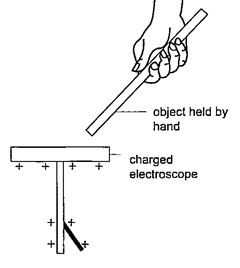 object held by
hand
charged
electroscope
+ + + +
+ +
+ +